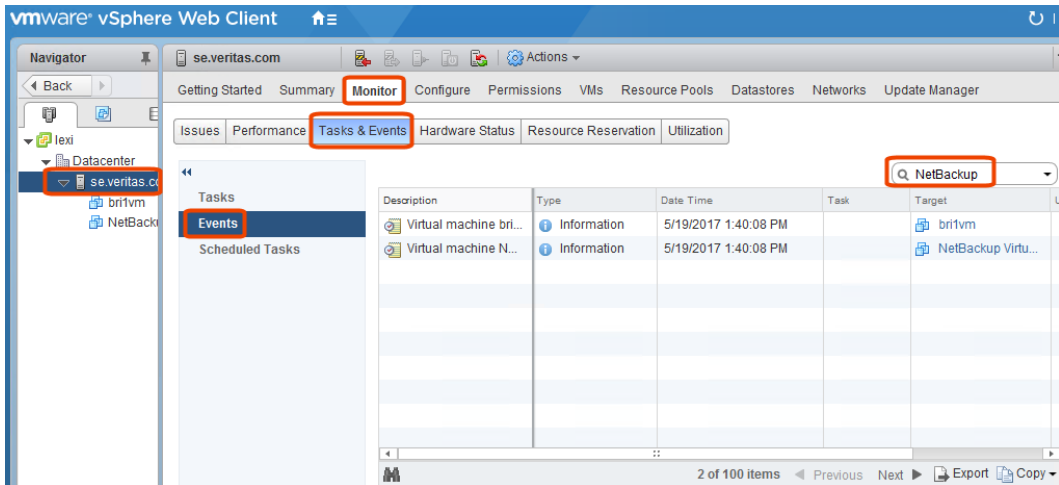 vmware® vSphere Web Client
Navigator
se.veritas.com
Actions
Back
Getting Started Summary Monitor Configure Permissions VMs Resource Pools Datastores Networks Update Manager
lexi
Issues Performance Tasks & Events Hardware Status Resource Reservation Utilization
Datacenter
se.veritas.co
NetBackup
bri1vm
Tasks
Description Type Date Time Task Target
NetBacku
Events
Virtual machine bri... Information 5/19/2017 1:40:08 PM bri1vm
Scheduled Tasks
Virtual machine N... Information 5/19/2017 1:40:08 PM NetBackup Virtu...
2 of 100 items Previous Next Export Copy